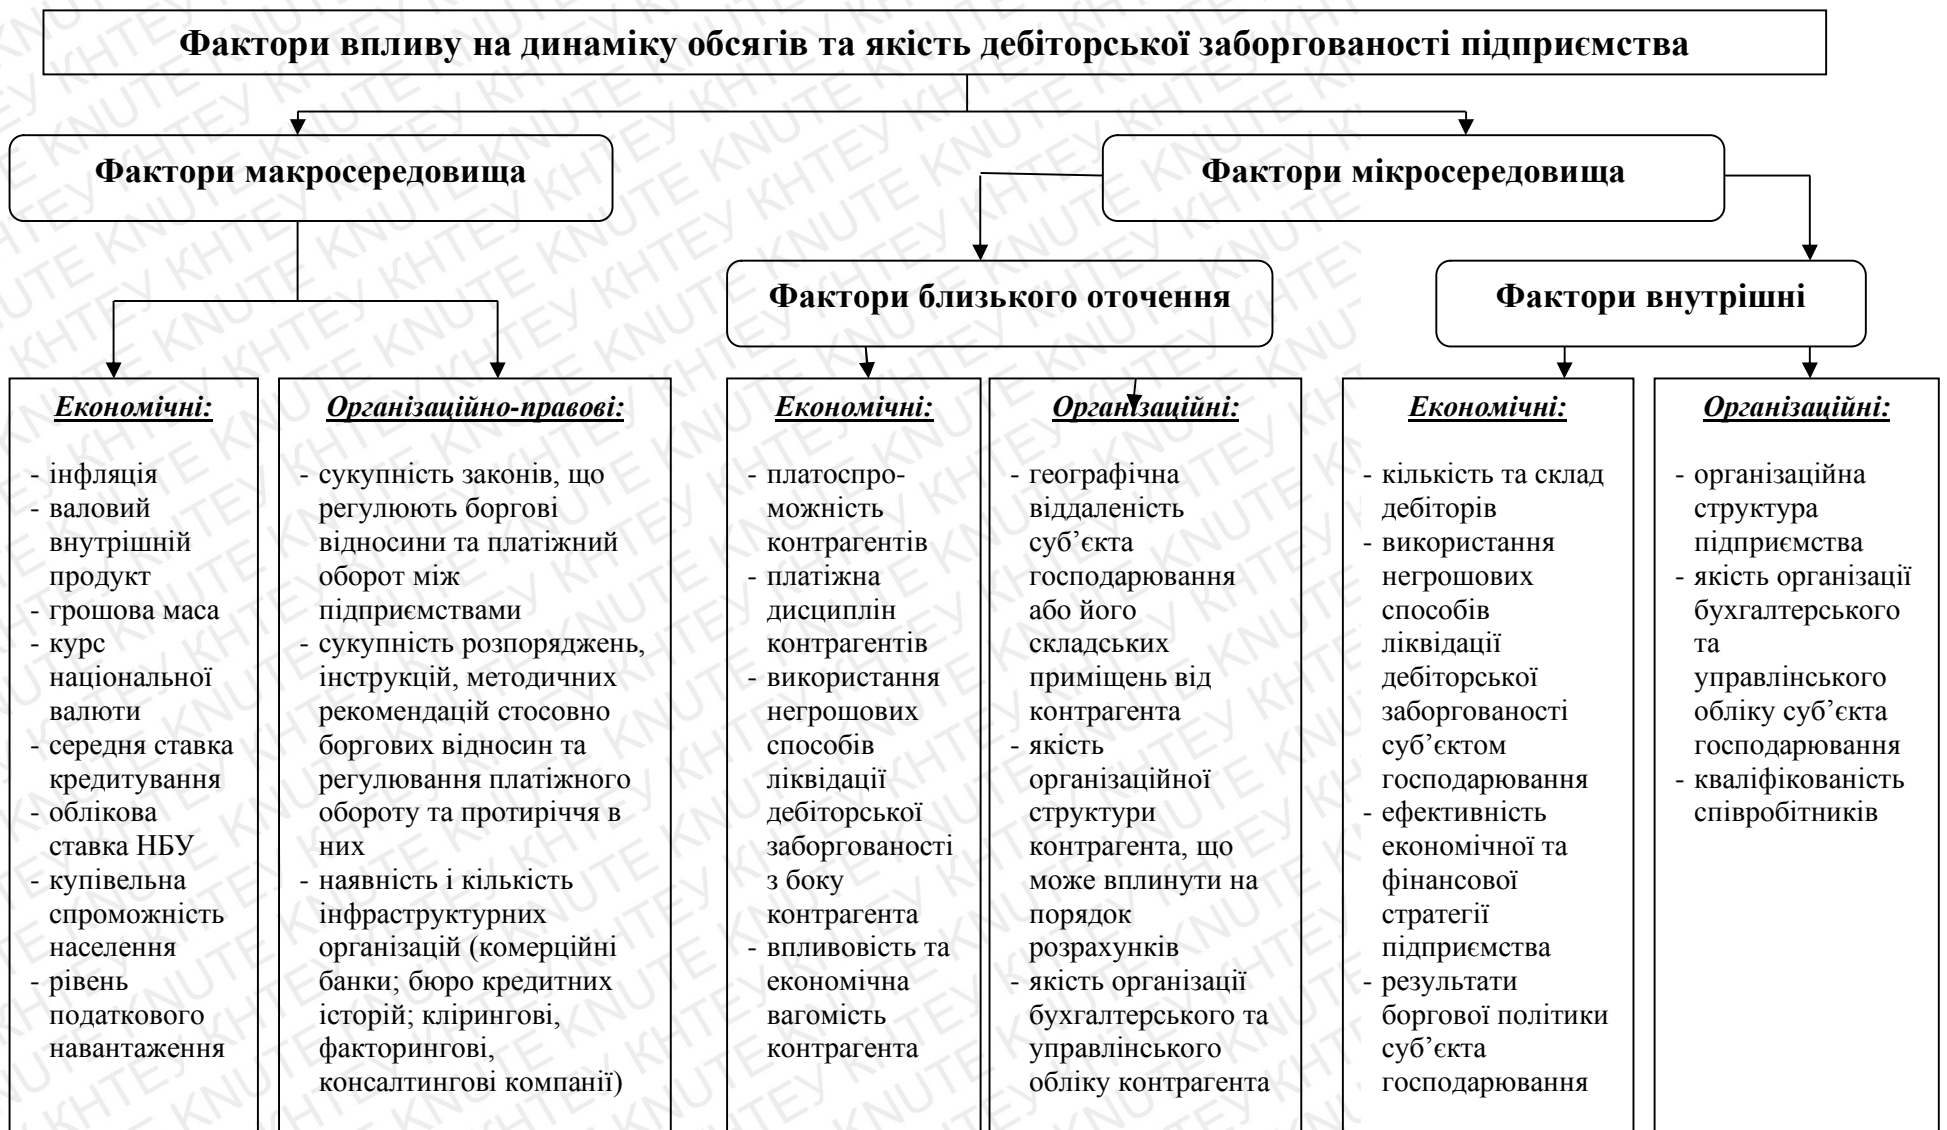 Фактори впливу на динаміку обсягів та якість дебіторської заборгованості підприємства
Фактори макросередовища
Фактори мікросередовища
Фактори близького оточення
Фактори внутрішні
Економічні:
- інфляція
- валовий
внутрішній
продукт
- грошова маса
- курс
національної
валюти
- середня ставка
кредитування
- облікова
ставка НБУ
- купівельна
спроможність
населення
- рівень
податкового
навантаження
Організаційно-правові:
- сукупність законів, що
регулюють боргові
відносини та платіжний
оборот між
підприємствами
- сукупність розпоряджень,
інструкцій, методичних
рекомендацій стосовно
боргових відносин та
регулювання платіжного
обороту та протиріччя в
них
- наявність і кількість
інфраструктурних
організацій (комерційні
банки; бюро кредитних
історій; клірингові,
факторингові,
консалтингові компанії)
Економічні:
- платоспро-
можність
контрагентів
- платіжна
дисциплін
контрагентів
- використання
негрошових
способів
ліквідації
дебіторської
заборгованості
з боку
контрагента
- впливовість та
економічна
вагомість
контрагента
Організаційні:
- географічна
віддаленість
суб’єкта
господарювання
або його
складських
приміщень від
контрагента
- якість
організаційної
структури
контрагента, що
може вплинути на
порядок
розрахунків
- якість організації
бухгалтерського та
управлінського
обліку контрагента
Економічні:
- кількість та склад
дебіторів
- використання
негрошових
способів
ліквідації
дебіторської
заборгованості
суб’єктом
господарювання
- ефективність
економічної та
фінансової
стратегії
підприємства
- результати
боргової політики
суб’єкта
господарювання
Організаційні:
- організаційна
структура
підприємства
- якість організації
бухгалтерського
та
управлінського
обліку суб’єкта
господарювання
- кваліфікованість
співробітників